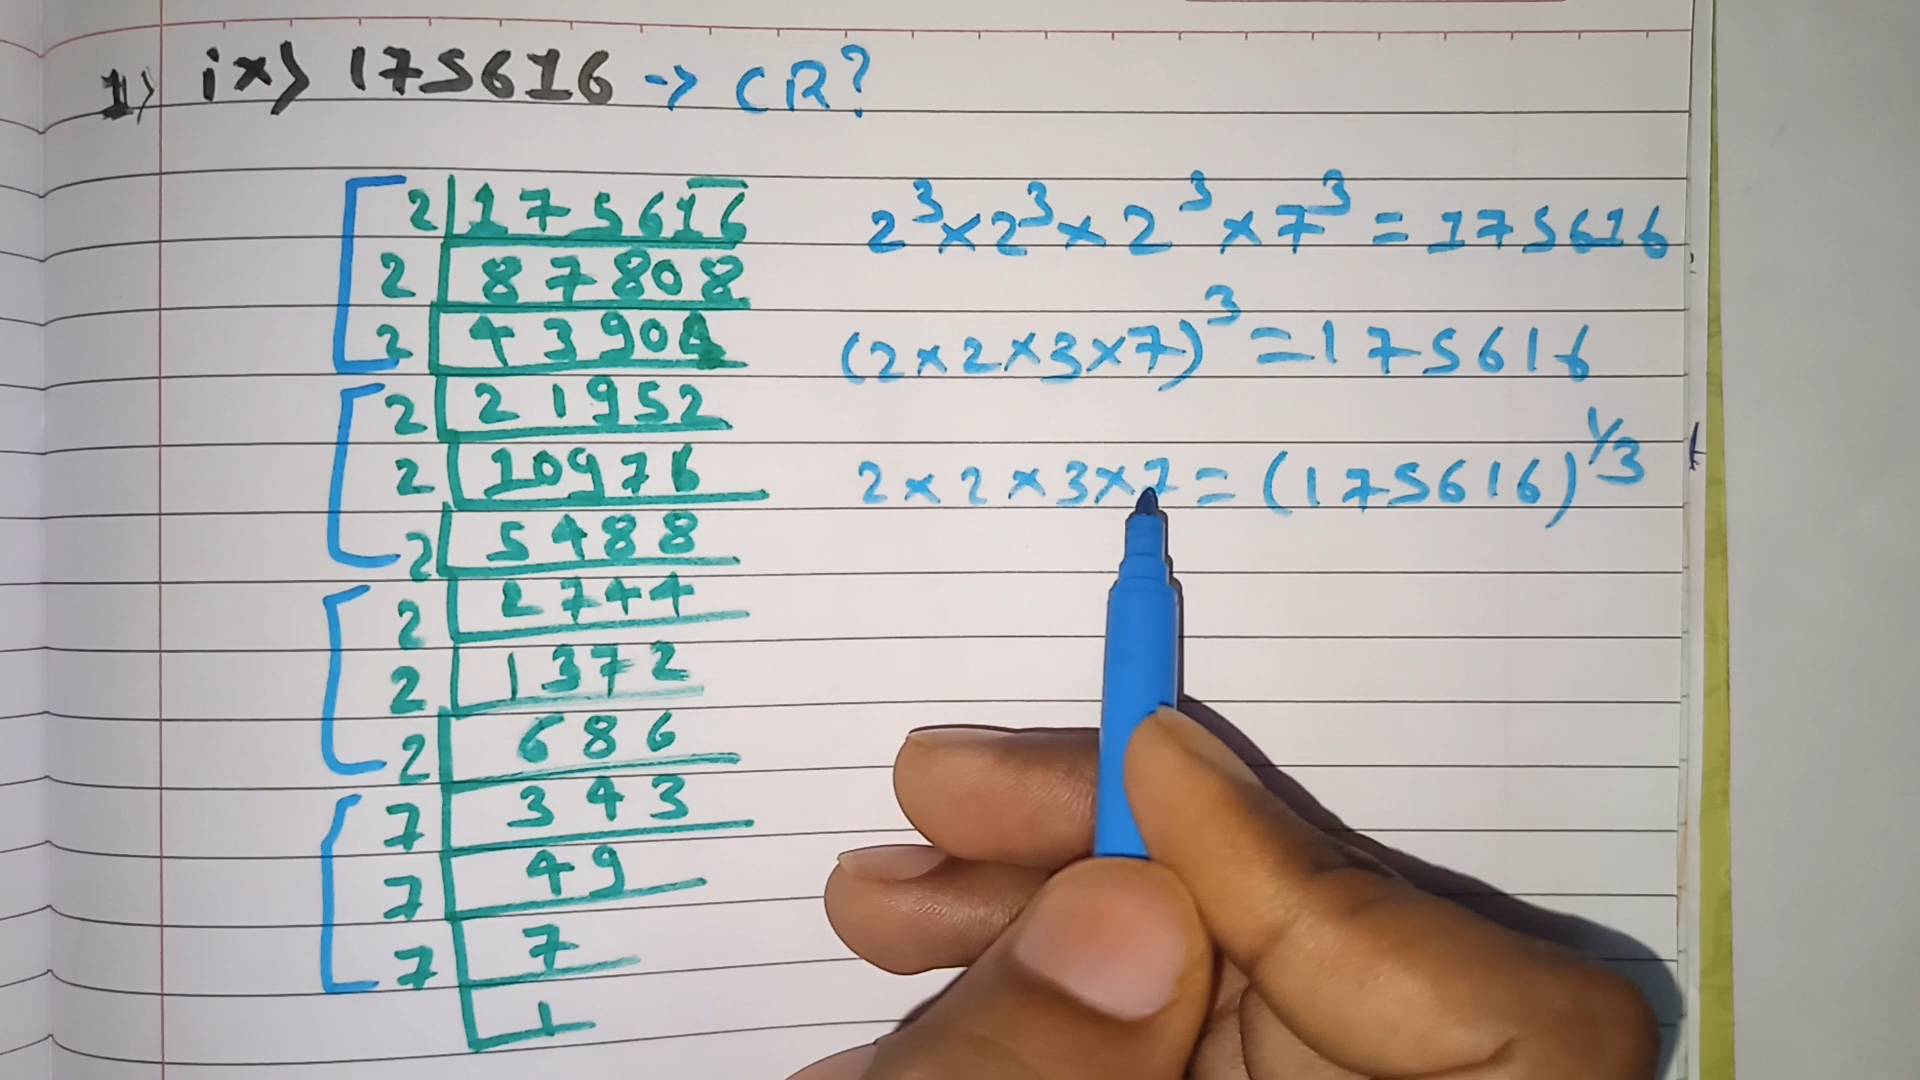 1) ix) 175616 → CR?
2 | 175616
2 | 87808
2 | 43904
2 | 21952
2 | 10976
2 | 5488
2 | 2744
2 | 1372
2 | 686
7 | 343
7 | 49
7 | 7
1
2³×2³×2³×7³=175616
(2×2×3×7)³=175616
2×2×3×7=(175616)^1/3